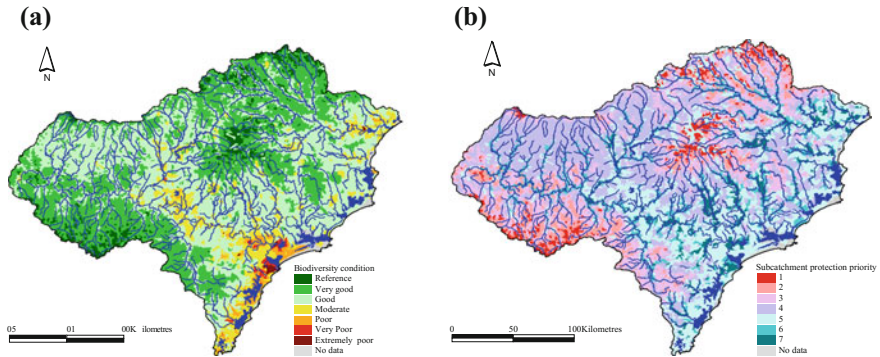 (a)
N
Biodiversity condition
Reference
Very good
Good
Moderate
Poor
Very Poor
Extremely poor
No data
05 01 00K ilometres
(b)
N
Subcatchment protection priority
1
2
3
4
5
6
7
No data
0 50 100Kilometres